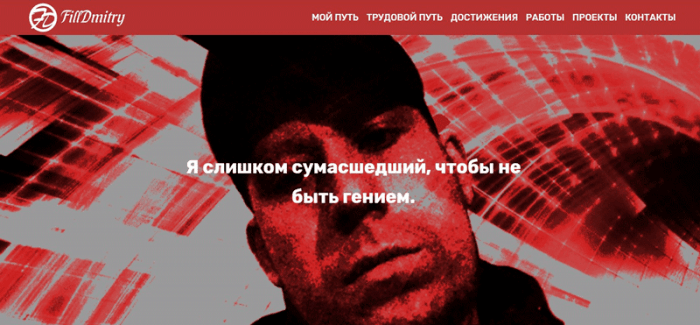 FillDmitry
МОЙ ПУТЬ ТРУДОВОЙ ПУТЬ ДОСТИЖЕНИЯ РАБОТЫ ПРОЕКТЫ КОНТАКТЫ
Я слишком сумасшедший, чтобы не
быть гением.